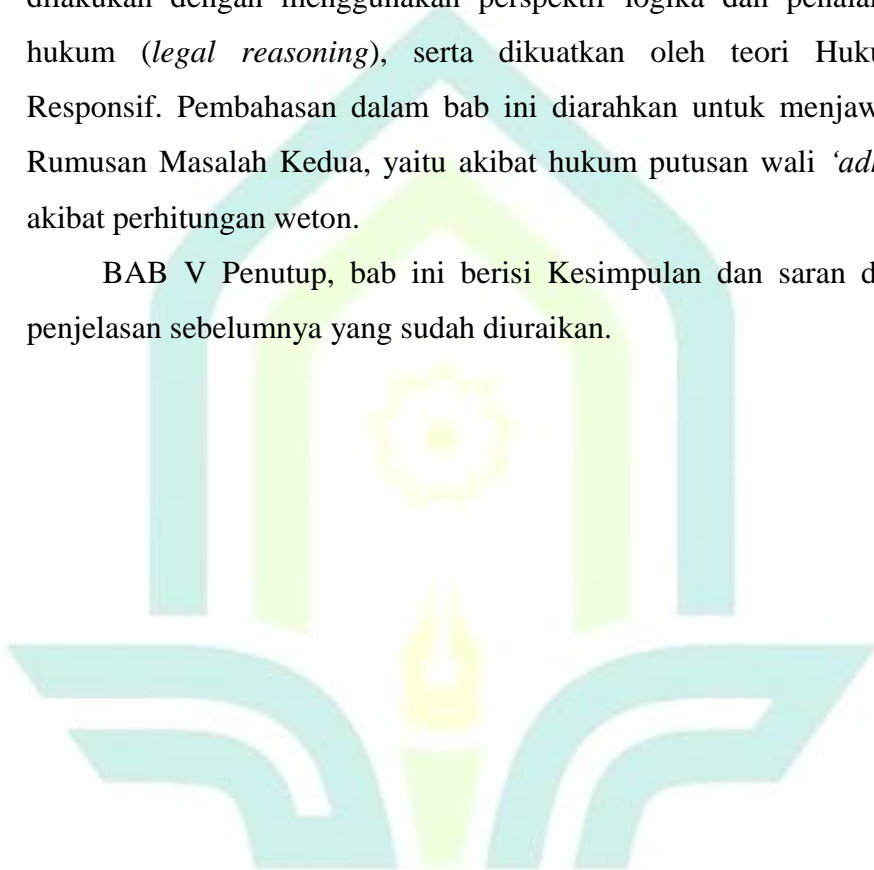 dilakukan dengan menggunakan perspektif logika dan penala
hukum (legal reasoning), serta dikuatkan oleh teori Huku
Responsif. Pembahasan dalam bab ini diarahkan untuk menjaw
Rumusan Masalah Kedua, yaitu akibat hukum putusan wali ‘adh
akibat perhitungan weton.
BAB V Penutup, bab ini berisi Kesimpulan dan saran d
penjelasan sebelumnya yang sudah diuraikan.